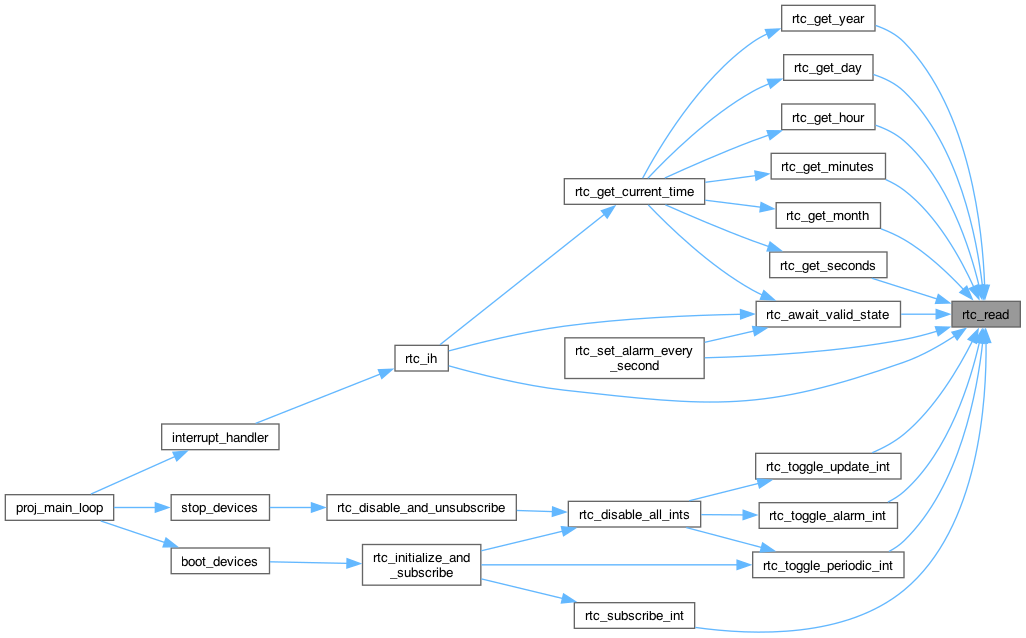 rtc_get_year
rtc_get_day
rtc_get_hour
rtc_get_minutes
rtc_get_current_time
rtc_get_month
rtc_get_seconds
rtc_await_valid_state
rtc_read
rtc_set_alarm_every
_second
rtc_ih
interrupt_handler
rtc_toggle_update_int
proj_main_loop
stop_devices
rtc_disable_and_unsubscribe
rtc_disable_all_ints
rtc_toggle_alarm_int
boot_devices
rtc_initialize_and
_subscribe
rtc_toggle_periodic_int
rtc_subscribe_int